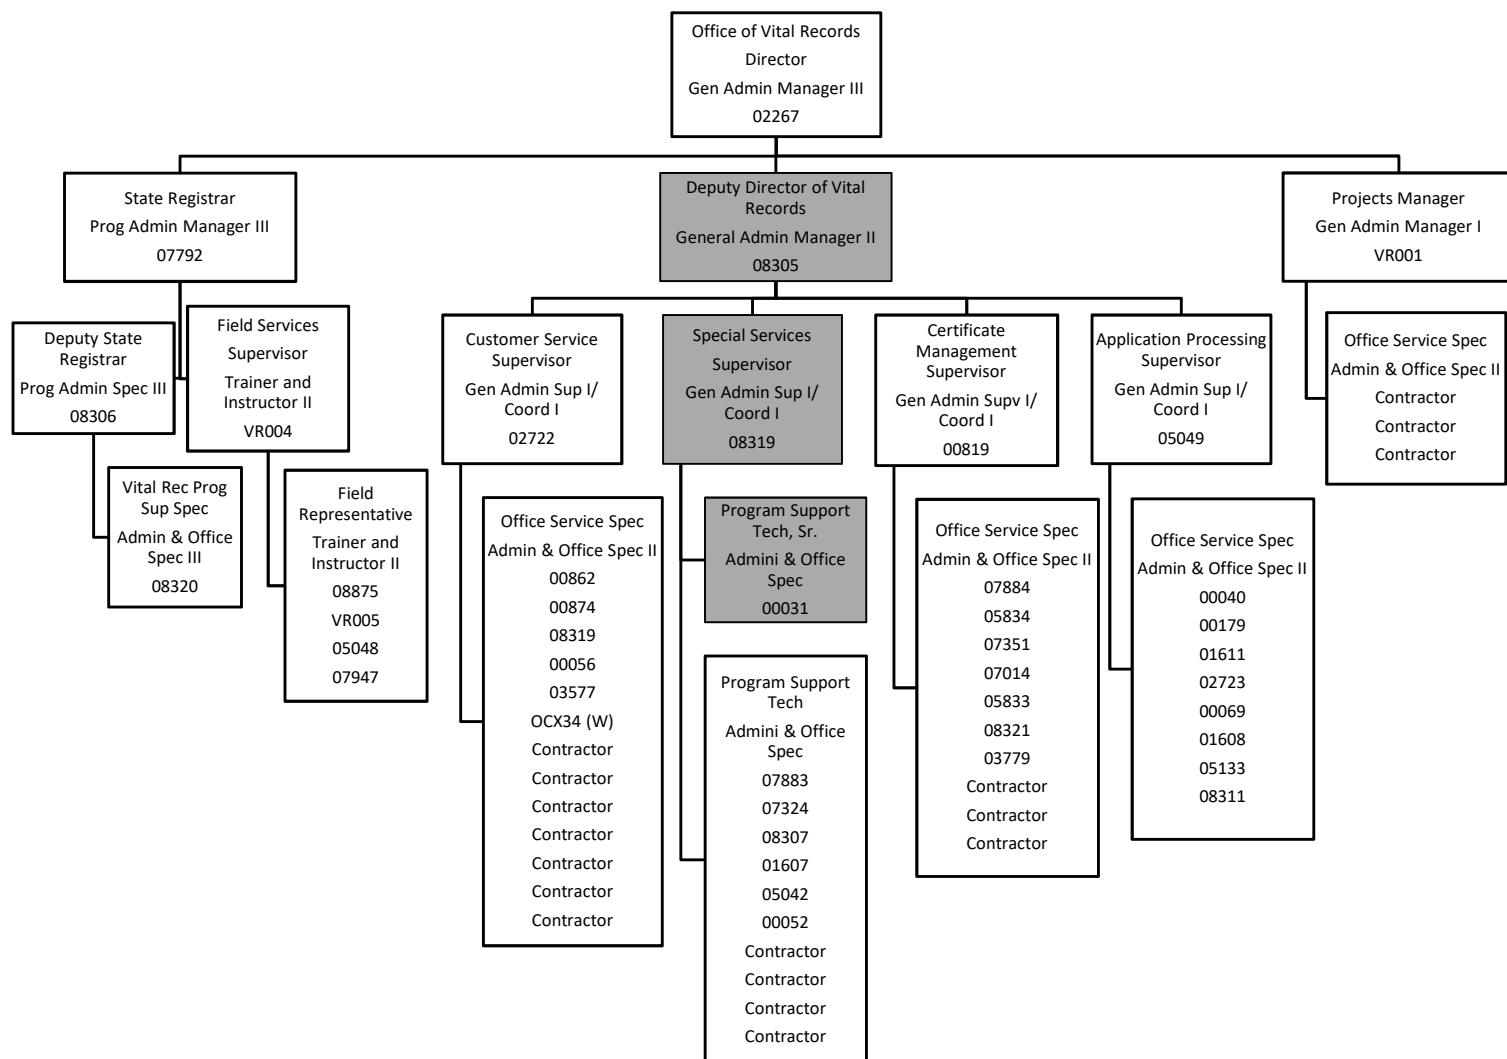 Office of Vital Records
Director
Gen Admin Manager III
02267
State Registrar
Prog Admin Manager III
07792
Deputy Director of Vital
Records
General Admin Manager II
08305
Projects Manager
Gen Admin Manager I
VR001
Deputy State
Registrar
Prog Admin Spec III
08306
Field Services
Supervisor
Trainer and
Instructor II
VR004
Customer Service
Supervisor
Gen Admin Sup I/
Coord I
02722
Special Services
Supervisor
Gen Admin Sup I/
Coord I
08319
Certificate
Management
Supervisor
Gen Admin Supv I/
Coord I
00819
Application Processing
Supervisor
Gen Admin Sup I/
Coord I
05049
Office Service Spec
Admin & Office Spec II
Contractor
Contractor
Contractor
Vital Rec Prog
Sup Spec
Admin & Office
Spec III
08320
Field
Representative
Trainer and
Instructor II
08875
VR005
05048
07947
Office Service Spec
Admin & Office Spec II
00862
00874
08319
00056
03577
OCX34 (W)
Contractor
Contractor
Contractor
Contractor
Contractor
Contractor
Contractor
Program Support
Tech, Sr.
Admini & Office
Spec
00031
Program Support
Tech
Admini & Office
Spec
07883
07324
08307
01607
05042
00052
Contractor
Contractor
Contractor
Contractor
Office Service Spec
Admin & Office Spec II
07884
05834
07351
07014
05833
08321
03779
Contractor
Contractor
Contractor
Office Service Spec
Admin & Office Spec II
00040
00179
01611
02723
00069
01608
05133
08311